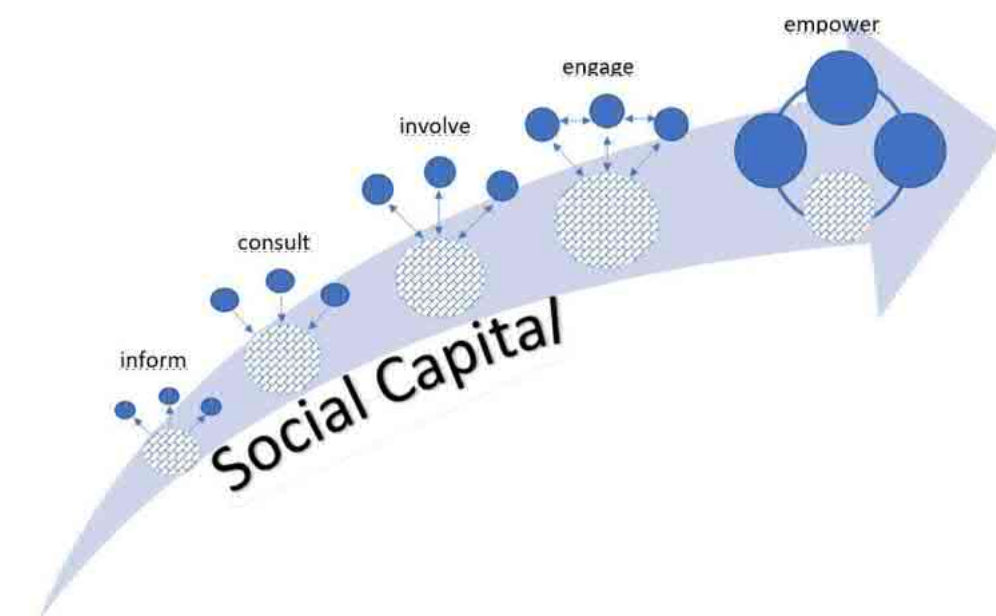 empower
engage
involve
consult
inform
Social Capital